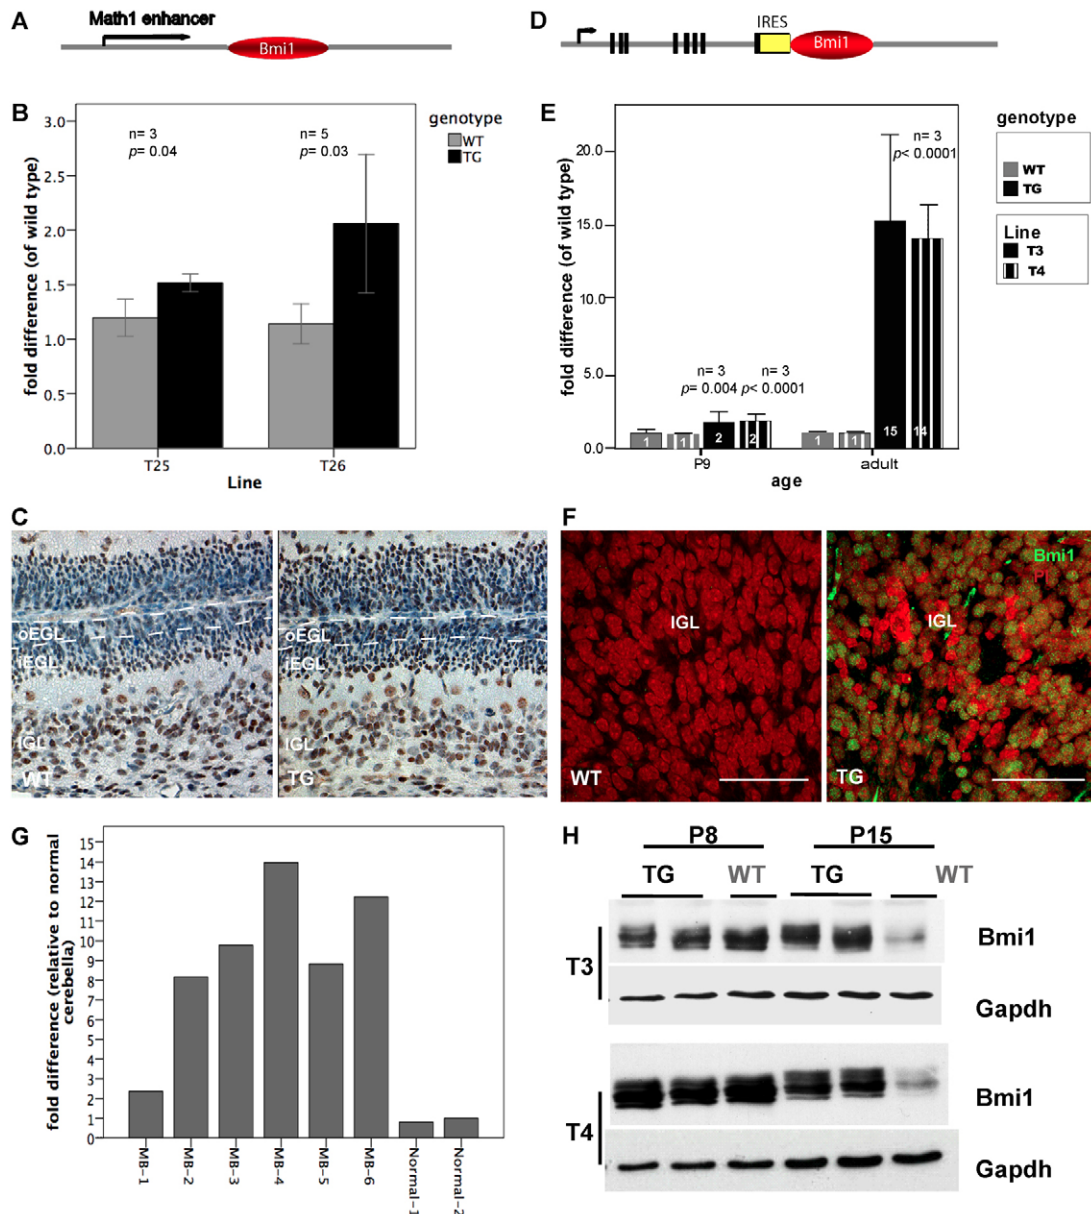 A
Math1 enhancer
Bmi1
D
IRES
Bmi1
B
fold difference (of wild type)
3.0
2.5
2.0
1.5
1.0
0.5
0.0
n= 3
p= 0.04
n= 5
p= 0.03
T25
T26
Line
genotype
WT
TG
E
fold difference (of wild type)
20.0
15.0
10.0
5.0
0.0
n= 3
p= 0.004
n= 3
p< 0.0001
n= 3
p< 0.0001
1
1
2
2
1
1
15
14
P9
adult
age
genotype
WT
TG
Line
T3
T4
C
oEGL
iEGL
IGL
WT
oEGL
iEGL
IGL
TG
F
IGL
WT
Bmi1
PI
IGL
TG
G
fold difference (relative to normal
cerebella)
15
14
13
12
11
10
9
8
7
6
5
4
3
2
1
0
MB-1
MB-2
MB-3
MB-4
MB-5
MB-6
Normal-1
Normal-2
H
P8
P15
TG
WT
TG
WT
T3
Bmi1
Gapdh
T4
Bmi1
Gapdh